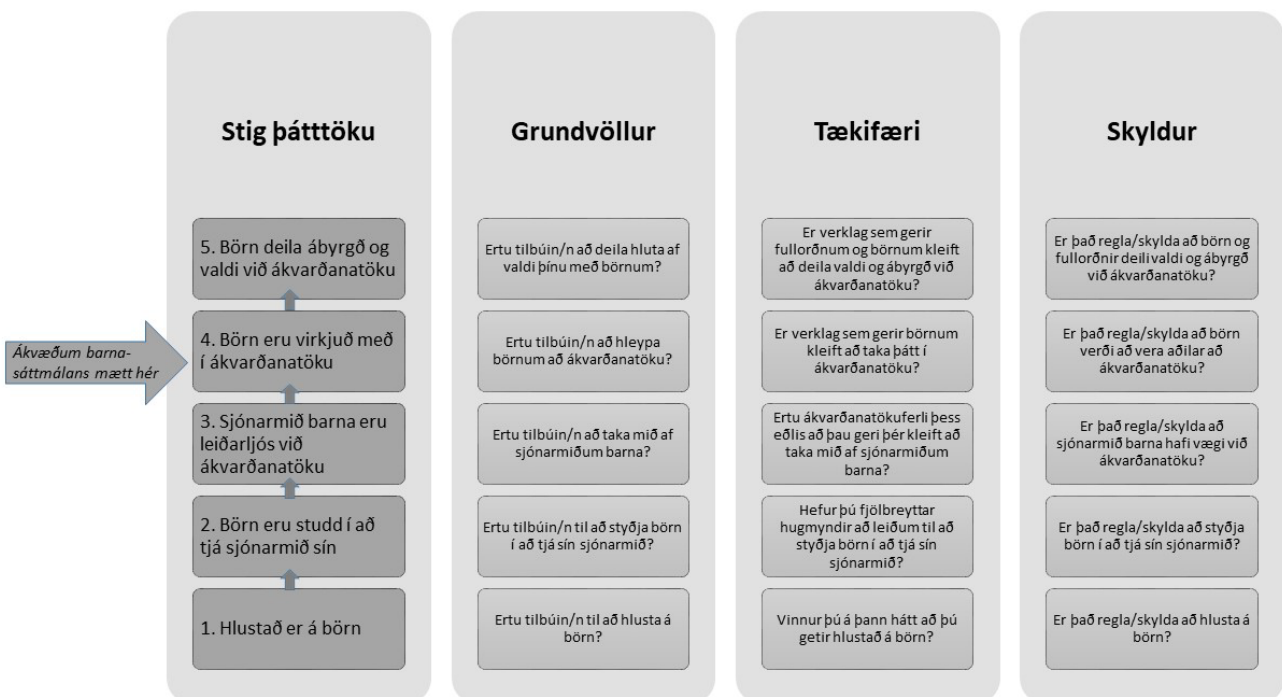 Stig þátttöku
Grundvöllur
Tækifæri
Skyldur
5. Börn deila ábyrgð og
valdi við ákvarðanatöku
Ertu tilbúin/n að deila hluta af
valdi þínu með börnum?
Er verklag sem gerir
fullorðnum og börnum kleift
að deila valdi og ábyrgð við
ákvarðanatöku?
Er það regla/skylda að börn og
fullorðnir deili valdi og ábyrgð
við ákvarðanatöku?
Ákvæðum barna-
sáttmálans mætt hér
4. Börn eru virkjuð með
í ákvarðanatöku
Ertu tilbúin/n að hleypa
börnum að ákvarðanatöku?
Er verklag sem gerir börnum
kleift að taka þátt í
ákvarðanatöku?
Er það regla/skylda að börn
verði að vera aðilar að
ákvarðanatöku?
3. Sjónarmið barna eru
leiðarljós við
ákvarðanatöku
Ertu tilbúin/n að taka mið af
sjónarmiðum barna?
Ertu ákvarðanatökuferli þess
eðlis að þau geri þér kleift að
taka mið af sjónarmiðum
barna?
Er það regla/skylda að
sjónarmið barna hafi vægi við
ákvarðanatöku?
2. Börn eru studd í að
tjá sjónarmið sín
Ertu tilbúin/n til að styðja börn
í að tjá sín sjónarmið?
Hefur þú fjölbreyttar
hugmyndir að leiðum til að
styðja börn í að tjá sín
sjónarmið?
Er það regla/skylda að styðja
börn í að tjá sín sjónarmið?
1. Hlustað er á börn
Ertu tilbúin/n til að hlusta á
börn?
Vinnur þú á þann hátt að þú
getir hlustað á börn?
Er það regla/skylda að hlusta á
börn?